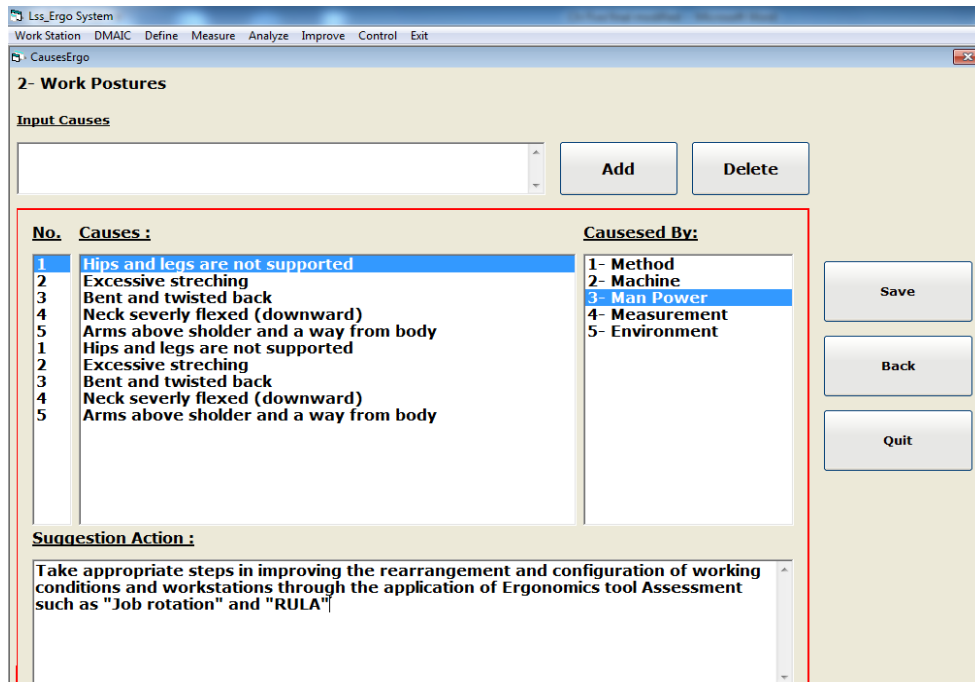 Lss_Ergo System
Work Station DMAIC Define Measure Analyze Improve Control Exit
CausesErgo
2- Work Postures
Input Causes
Add Delete
No. Causes : Causesed By:
1 Hips and legs are not supported 1- Method
2 Excessive streching 2- Machine
3 Bent and twisted back 3- Man Power
4 Neck severly flexed (downward) 4- Measurement
5 Arms above sholder and a way from body 5- Environment
1 Hips and legs are not supported
2 Excessive streching
3 Bent and twisted back
4 Neck severly flexed (downward)
5 Arms above sholder and a way from body
Save
Back
Quit
Suggestion Action :
Take appropriate steps in improving the rearrangement and configuration of working
conditions and workstations through the application of Ergonomics tool Assessment
such as "Job rotation" and "RULA"